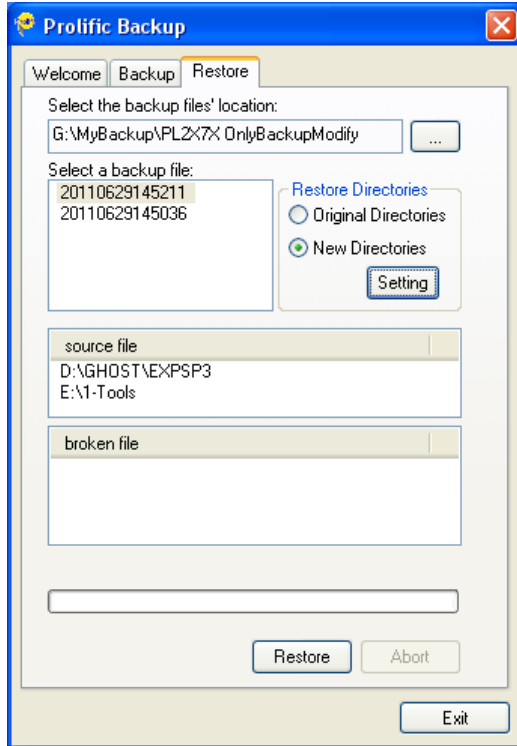 Prolific Backup
Welcome Backup Restore
Select the backup files' location:
G:\MyBackup\PL2X7X OnlyBackupModify ...
Select a backup file:
20110629145211
20110629145036
Restore Directories
Original Directories
New Directories
Setting
source file
D:\GHOST\EXPSP3
E:\1-Tools
broken file
Restore Abort
Exit